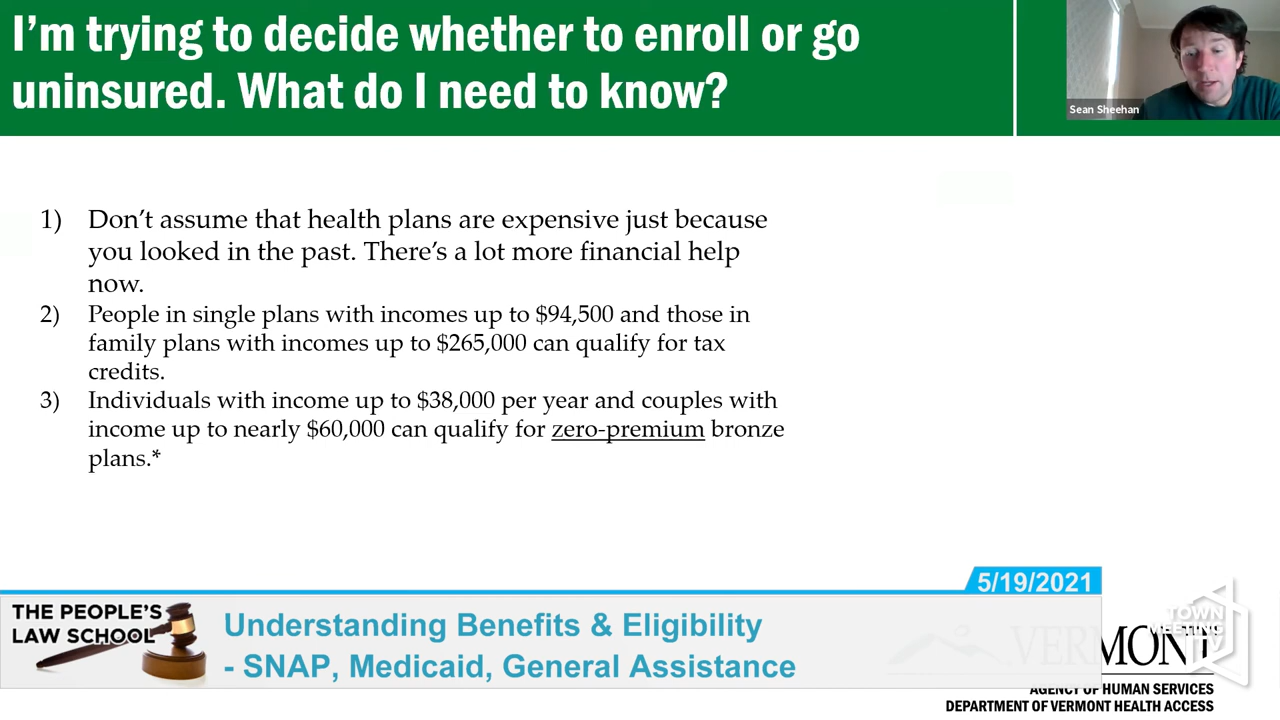 I'm trying to decide whether to enroll or go
uninsured. What do I need to know?
Sean Sheehan
1) Don't assume that health plans are expensive just because
you looked in the past. There's a lot more financial help
now.
2) People in single plans with incomes up to $94,500 and those in
family plans with incomes up to $265,000 can qualify for tax
credits.
3) Individuals with income up to $38,000 per year and couples with
income up to nearly $60,000 can qualify for zero-premium bronze
plans.*
5/19/2021
THE PEOPLE'S
LAW SCHOOL
Understanding Benefits & Eligibility
- SNAP, Medicaid, General Assistance
TOWN
MEETING
TV
VERMONT
AGENCY OF HUMAN SERVICES
DEPARTMENT OF VERMONT HEALTH ACCESS